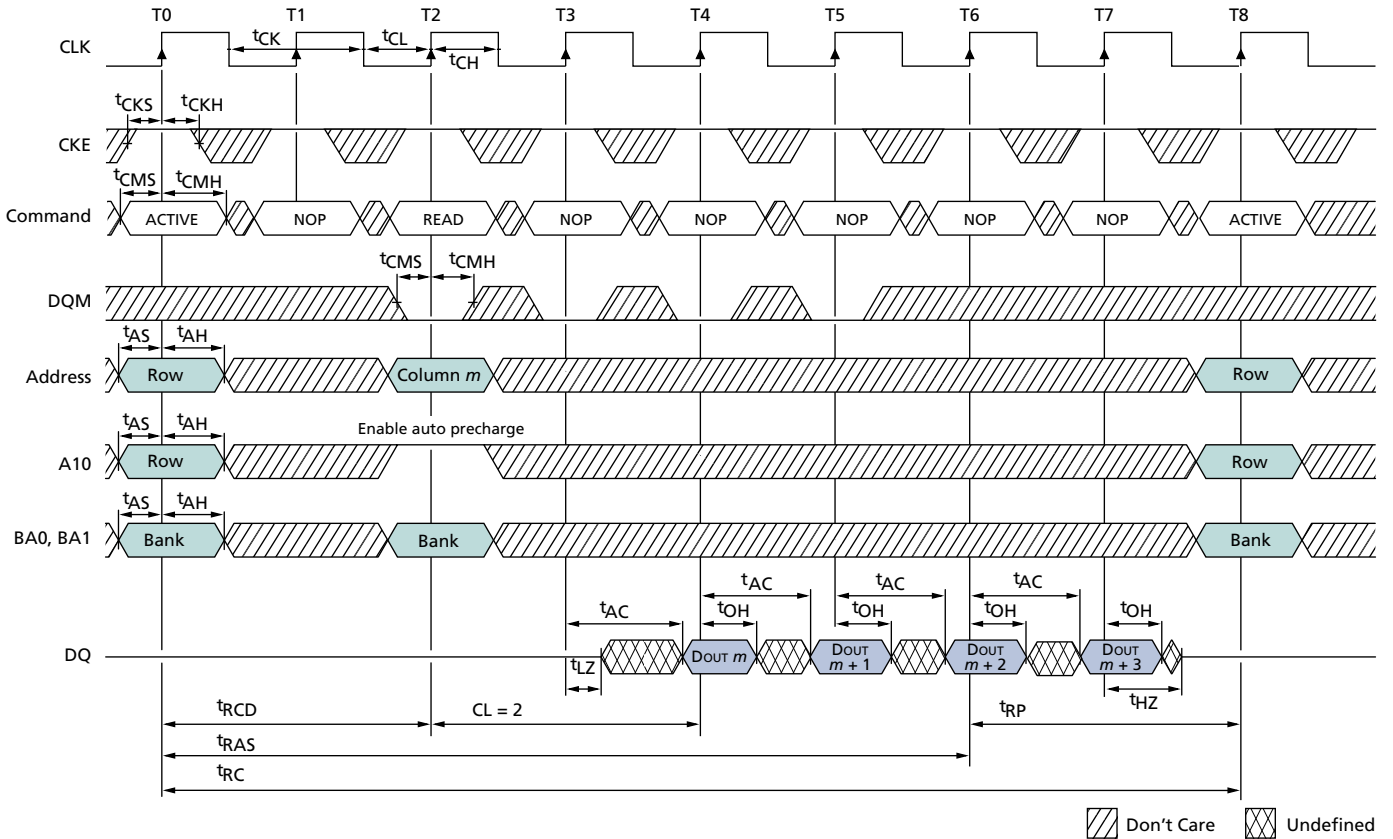 T0 T1 T2 T3 T4 T5 T6 T7 T8
CLK
tCK tCL
tCH
tCKS tCKH
CKE
tCMS tCMH
Command ACTIVE NOP READ NOP NOP NOP NOP NOP ACTIVE
tCMS tCMH
DQM
tAS tAH
Address Row Column m Row
tAS tAH Enable auto precharge
A10 Row Row
tAS tAH
BA0, BA1 Bank Bank Bank
tAC tAC tAC
tAC tOH tOH tOH tOH
DQ DOUT m DOUT m + 1 DOUT m + 2 DOUT m + 3
tLZ tHZ
tRCD CL = 2 tRP
tRAS
tRC
Don't Care Undefined